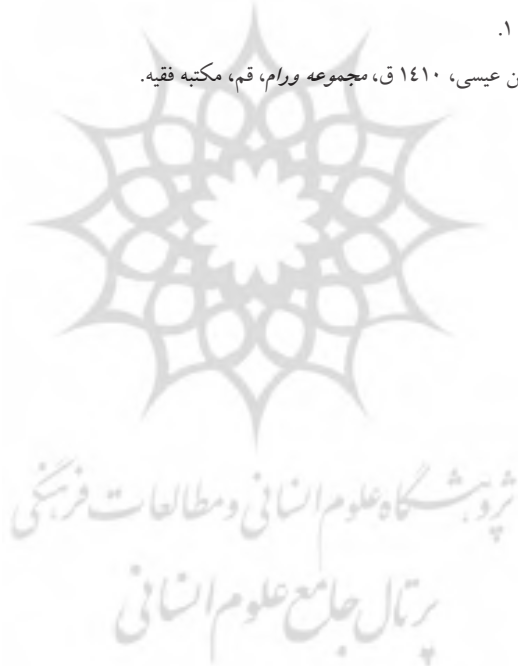 ۱.
ن عیسی، ۱٤۱۰ ق، مجموعه ورام، قم، مکتبه فقیه.
پژوهشگاه علوم انسانی و مطالعات فرهنگی
پرتال جامع علوم انسانی